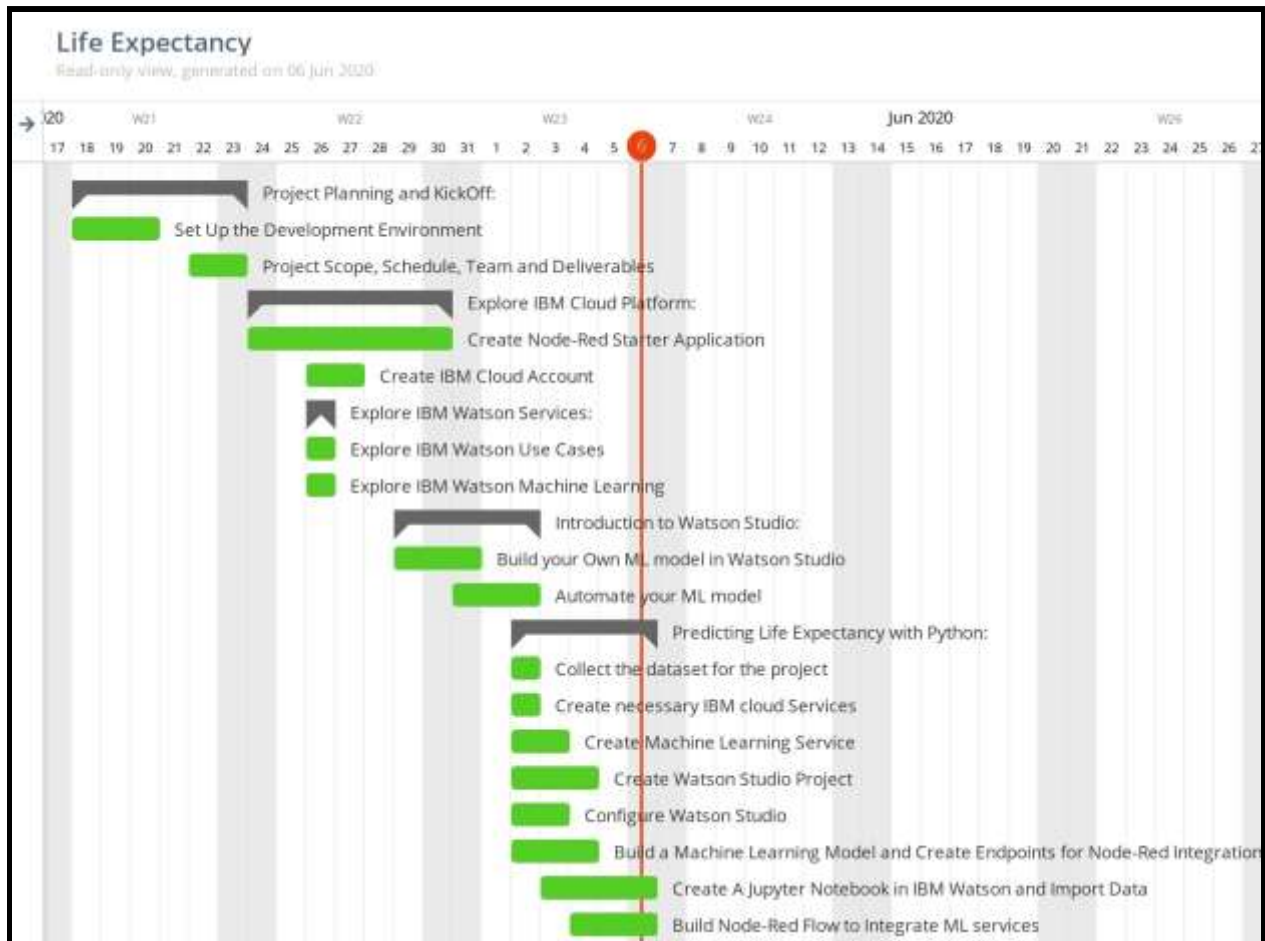 Life Expectancy
Read-only view, generated on 06 Jun 2020
→ 020 W21 W22 W23 W24 Jun 2020 W26
17 18 19 20 21 22 23 24 25 26 27 28 29 30 31 1 2 3 4 5 6 7 8 9 10 11 12 13 14 15 16 17 18 19 20 21 22 23 24 25 26 27
Project Planning and KickOff:
Set Up the Development Environment
Project Scope, Schedule, Team and Deliverables
Explore IBM Cloud Platform:
Create Node-Red Starter Application
Create IBM Cloud Account
Explore IBM Watson Services:
Explore IBM Watson Use Cases
Explore IBM Watson Machine Learning
Introduction to Watson Studio:
Build your Own ML model in Watson Studio
Automate your ML model
Predicting Life Expectancy with Python:
Collect the dataset for the project
Create necessary IBM cloud Services
Create Machine Learning Service
Create Watson Studio Project
Configure Watson Studio
Build a Machine Learning Model and Create Endpoints for Node-Red Integration
Create A Jupyter Notebook in IBM Watson and Import Data
Build Node-Red Flow to Integrate ML services